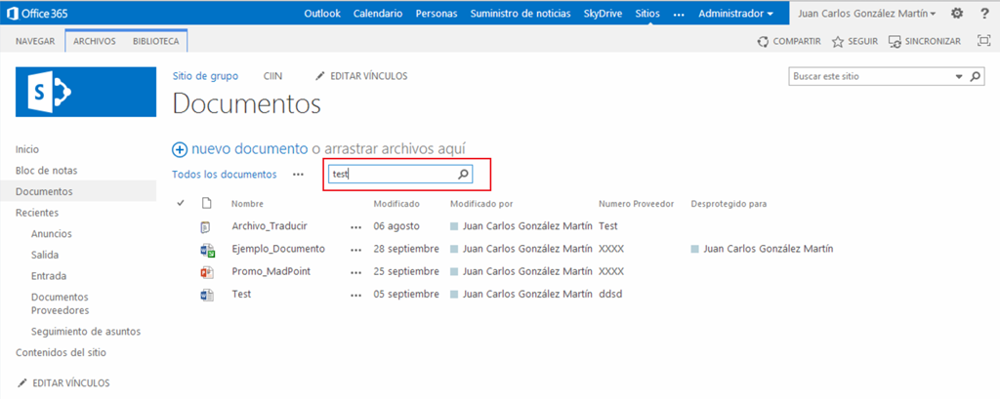 Office 365
Outlook Calendario Personas Suministro de noticias SkyDrive Sitios ••• Administrador Juan Carlos González Martín ?
NAVEGAR ARCHIVOS BIBLIOTECA COMPARTIR SEGUIR SINCRONIZAR
S
Sitio de grupo CIIN EDITAR VÍNCULOS Buscar este sitio
Documentos
Inicio
Bloc de notas
Documentos
Recientes
Anuncios
Salida
Entrada
Documentos
Proveedores
Seguimiento de asuntos
Contenidos del sitio
EDITAR VÍNCULOS
nuevo documento o arrastrar archivos aquí
Todos los documentos ••• test
Nombre Modificado Modificado por Numero Proveedor Desprotegido para
Archivo_Traducir ••• 06 agosto Juan Carlos González Martín Test
Ejemplo_Documento ••• 28 septiembre Juan Carlos González Martín XXXX Juan Carlos González Martín
Promo_MadPoint ••• 25 septiembre Juan Carlos González Martín XXXX
Test ••• 05 septiembre Juan Carlos González Martín ddsd